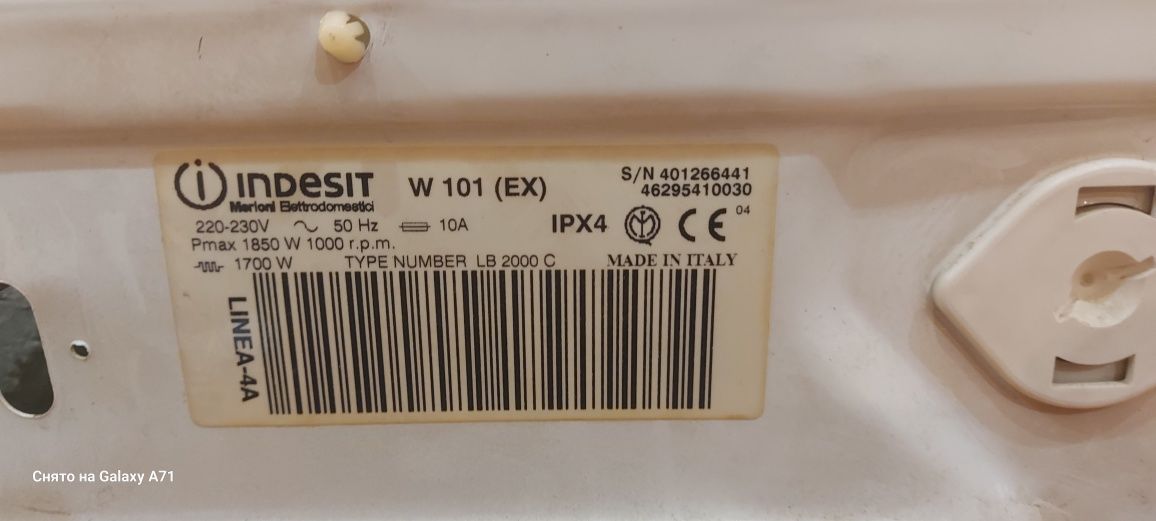 indesit W 101 (EX) S/N 401266441
46295410030
Merloni Elettrodomestici
220-230V 50 Hz 10A IPX4 CE 04
Pmax 1850 W 1000 r.p.m.
1700 W TYPE NUMBER LB 2000 C MADE IN ITALY
LINEA-4A
Снято на Galaxy A71